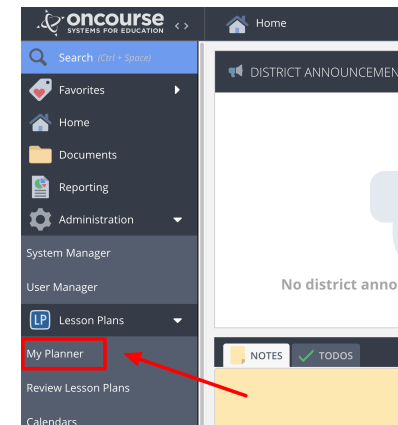 oncourse
SYSTEMS FOR EDUCATION
Home
Search (Ctrl + Space)
Favorites
Home
Documents
Reporting
Administration
System Manager
User Manager
LP Lesson Plans
My Planner
Review Lesson Plans
Calendars
DISTRICT ANNOUNCEMEN
No district anno
NOTES
TODOS